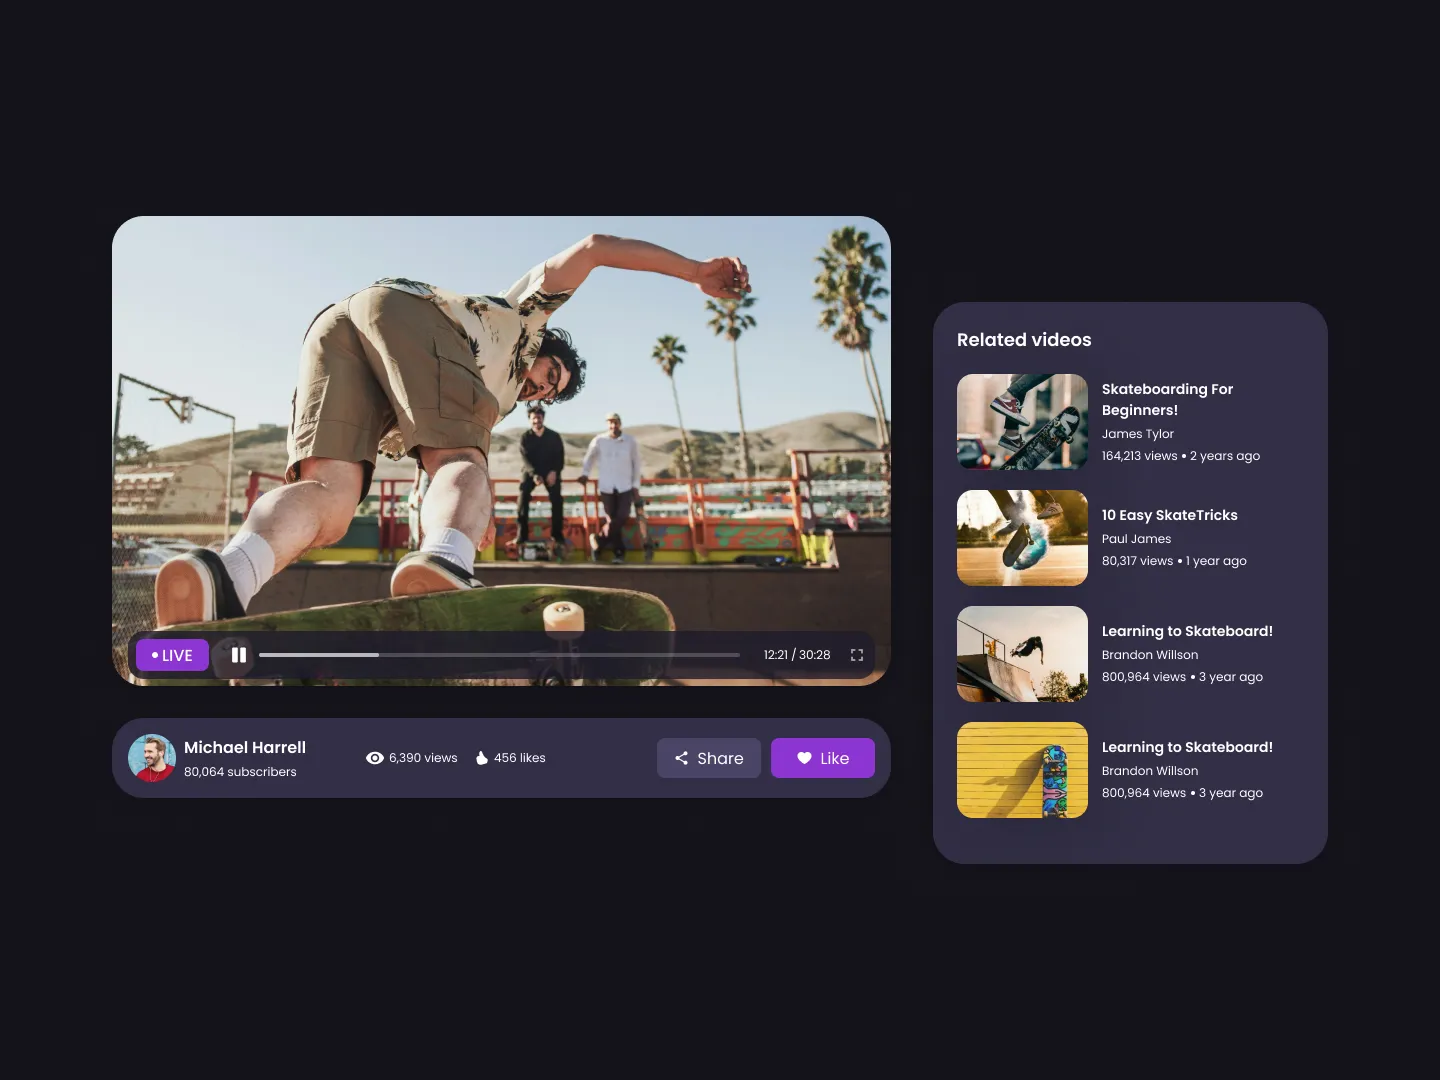 LIVE
12:21 / 30:28
Michael Harrell
80,064 subscribers
6,390 views
456 likes
Share
Like
Related videos
Skateboarding For
Beginners!
James Tylor
164,213 views • 2 years ago
10 Easy SkateTricks
Paul James
80,317 views • 1 year ago
Learning to Skateboard!
Brandon Willson
800,964 views • 3 year ago
Learning to Skateboard!
Brandon Willson
800,964 views • 3 year ago